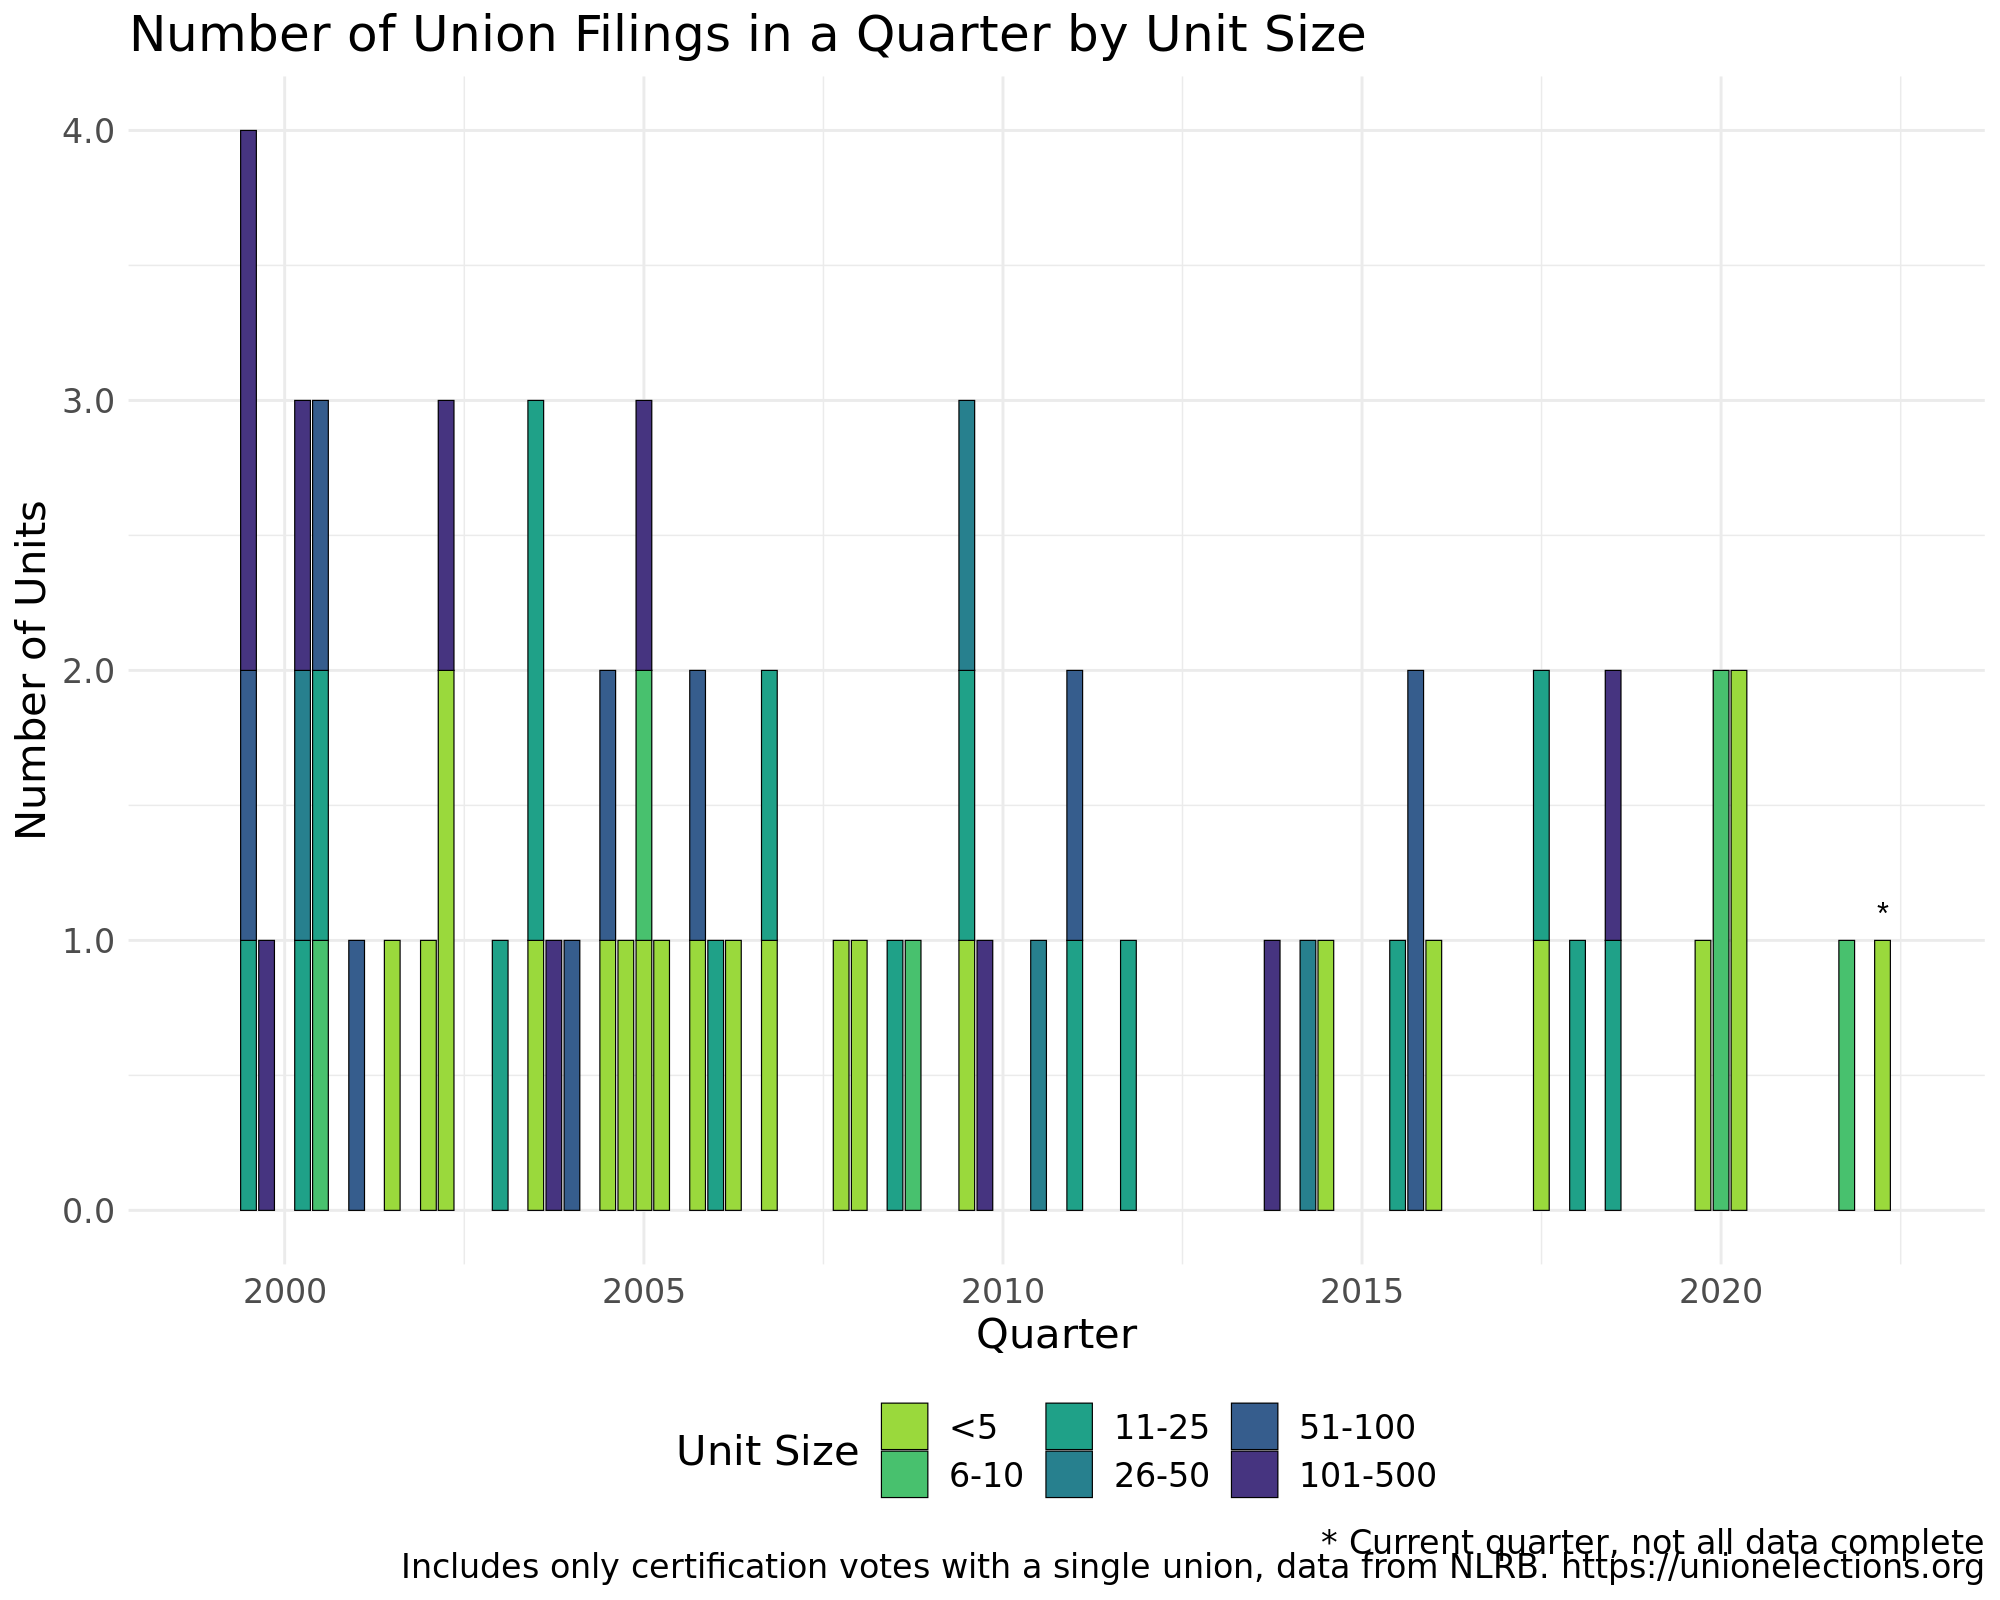 Number of Union Filings in a Quarter by Unit Size
Number of Units
4.0
3.0
2.0
1.0
0.0
*
2000 2005 2010 2015 2020
Quarter
Unit Size
<5 11-25 51-100
6-10 26-50 101-500
* Current quarter, not all data complete
Includes only certification votes with a single union, data from NLRB. https://unionelections.org